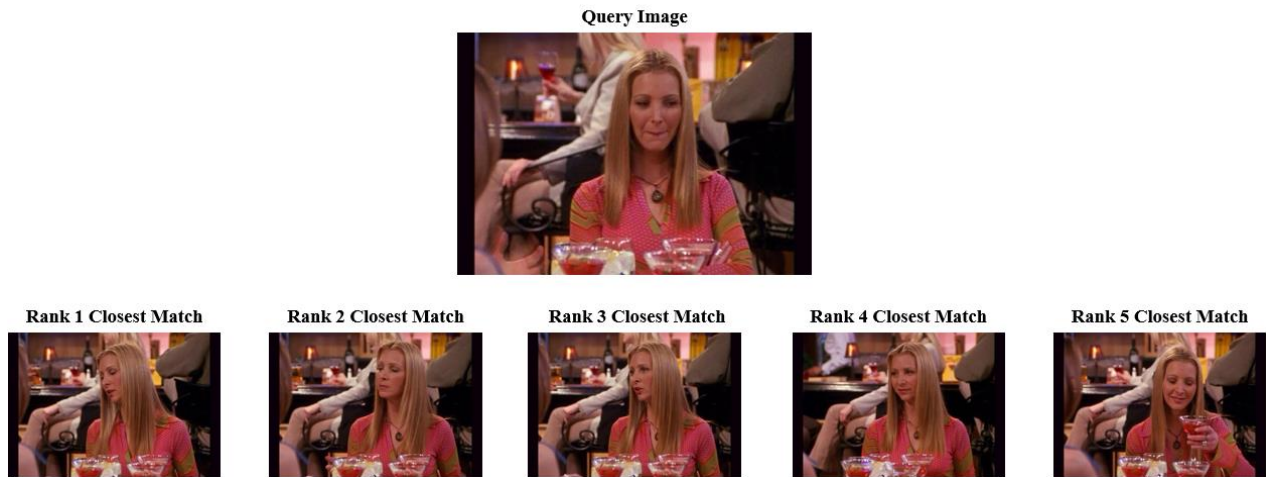 Query Image
Rank 1 Closest Match
Rank 2 Closest Match
Rank 3 Closest Match
Rank 4 Closest Match
Rank 5 Closest Match